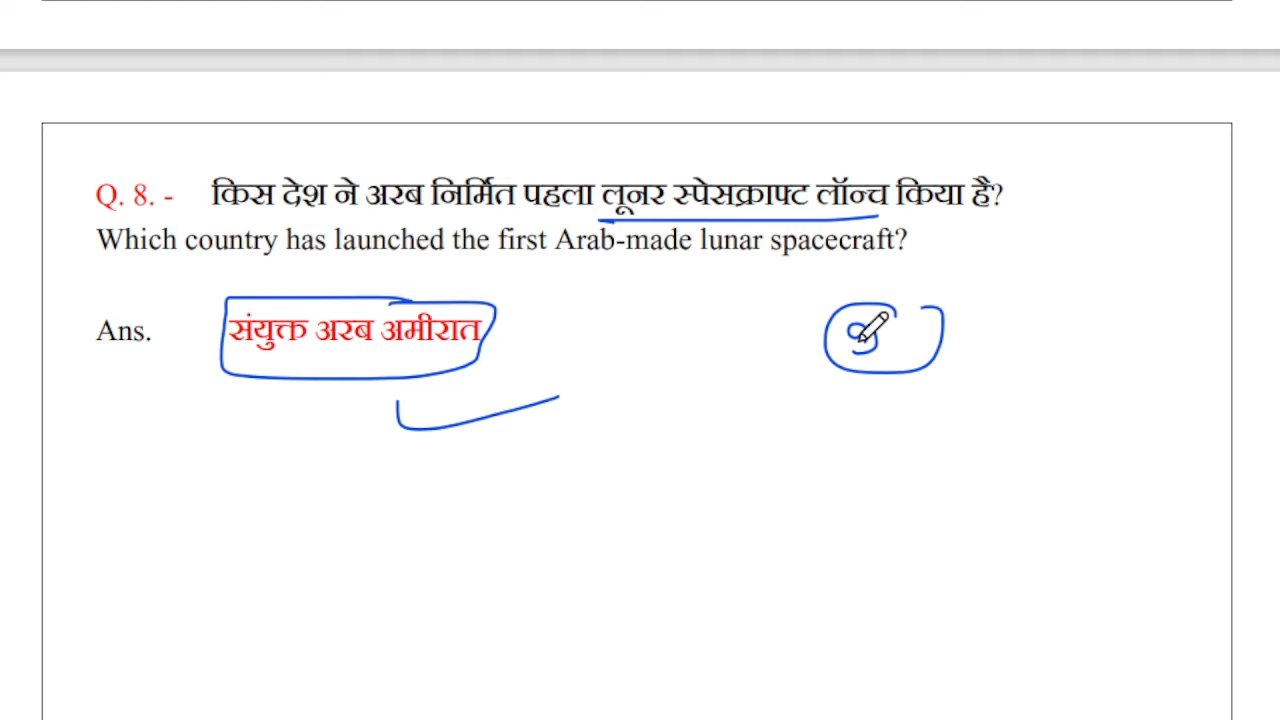 Q. 8. - किस देश ने अरब निर्मित पहला लूनर स्पेसक्राफ्ट लॉन्च किया है?
Which country has launched the first Arab-made lunar spacecraft?
Ans. संयुक्त अरब अमीरात